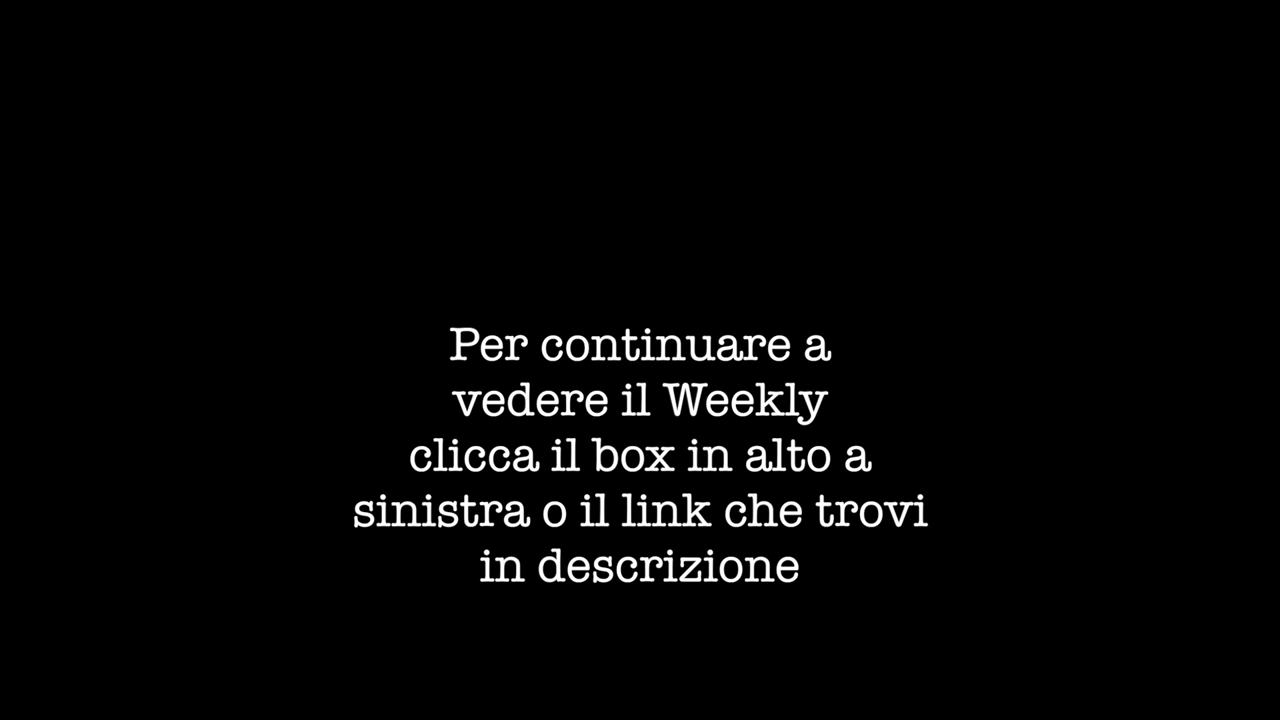 Per continuare a
vedere il Weekly
clicca il box in alto a
sinistra o il link che trovi
in descrizione